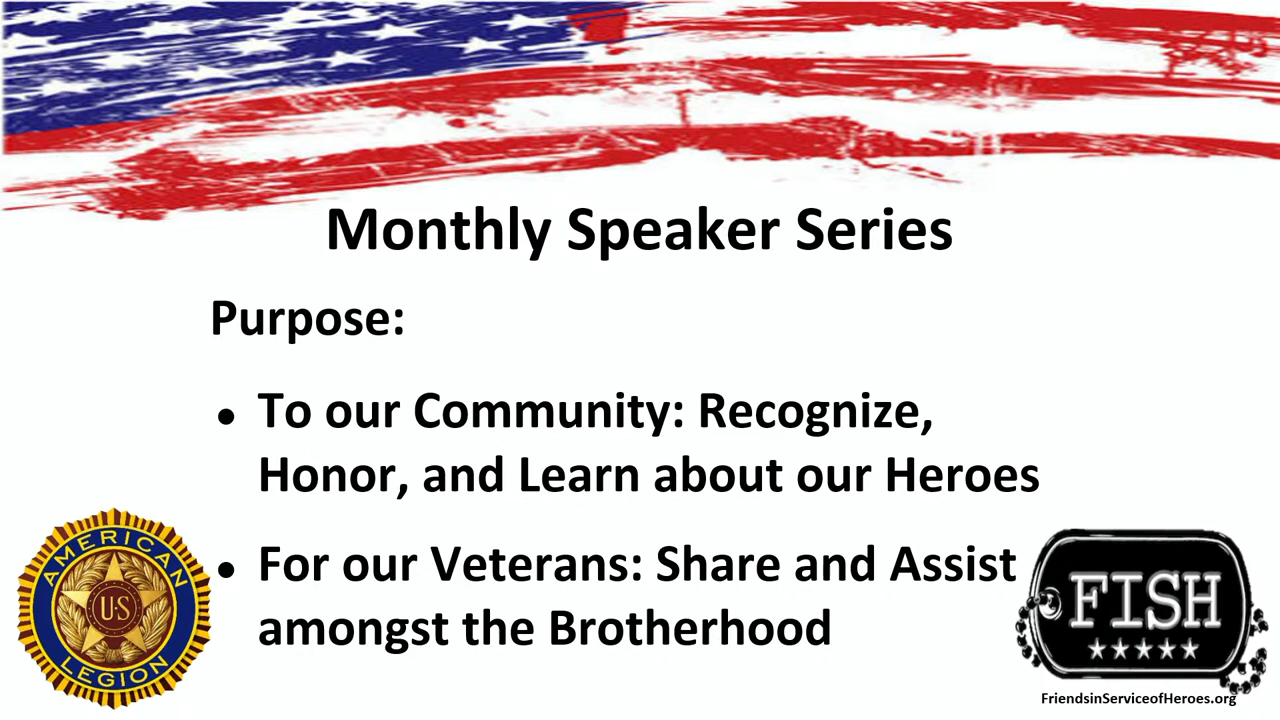 Monthly Speaker Series
Purpose:
● To our Community: Recognize,
Honor, and Learn about our Heroes
● For our Veterans: Share and Assist
amongst the Brotherhood
AMERICAN
U·S
LEGION
FISH
FriendsinServiceofHeroes.org